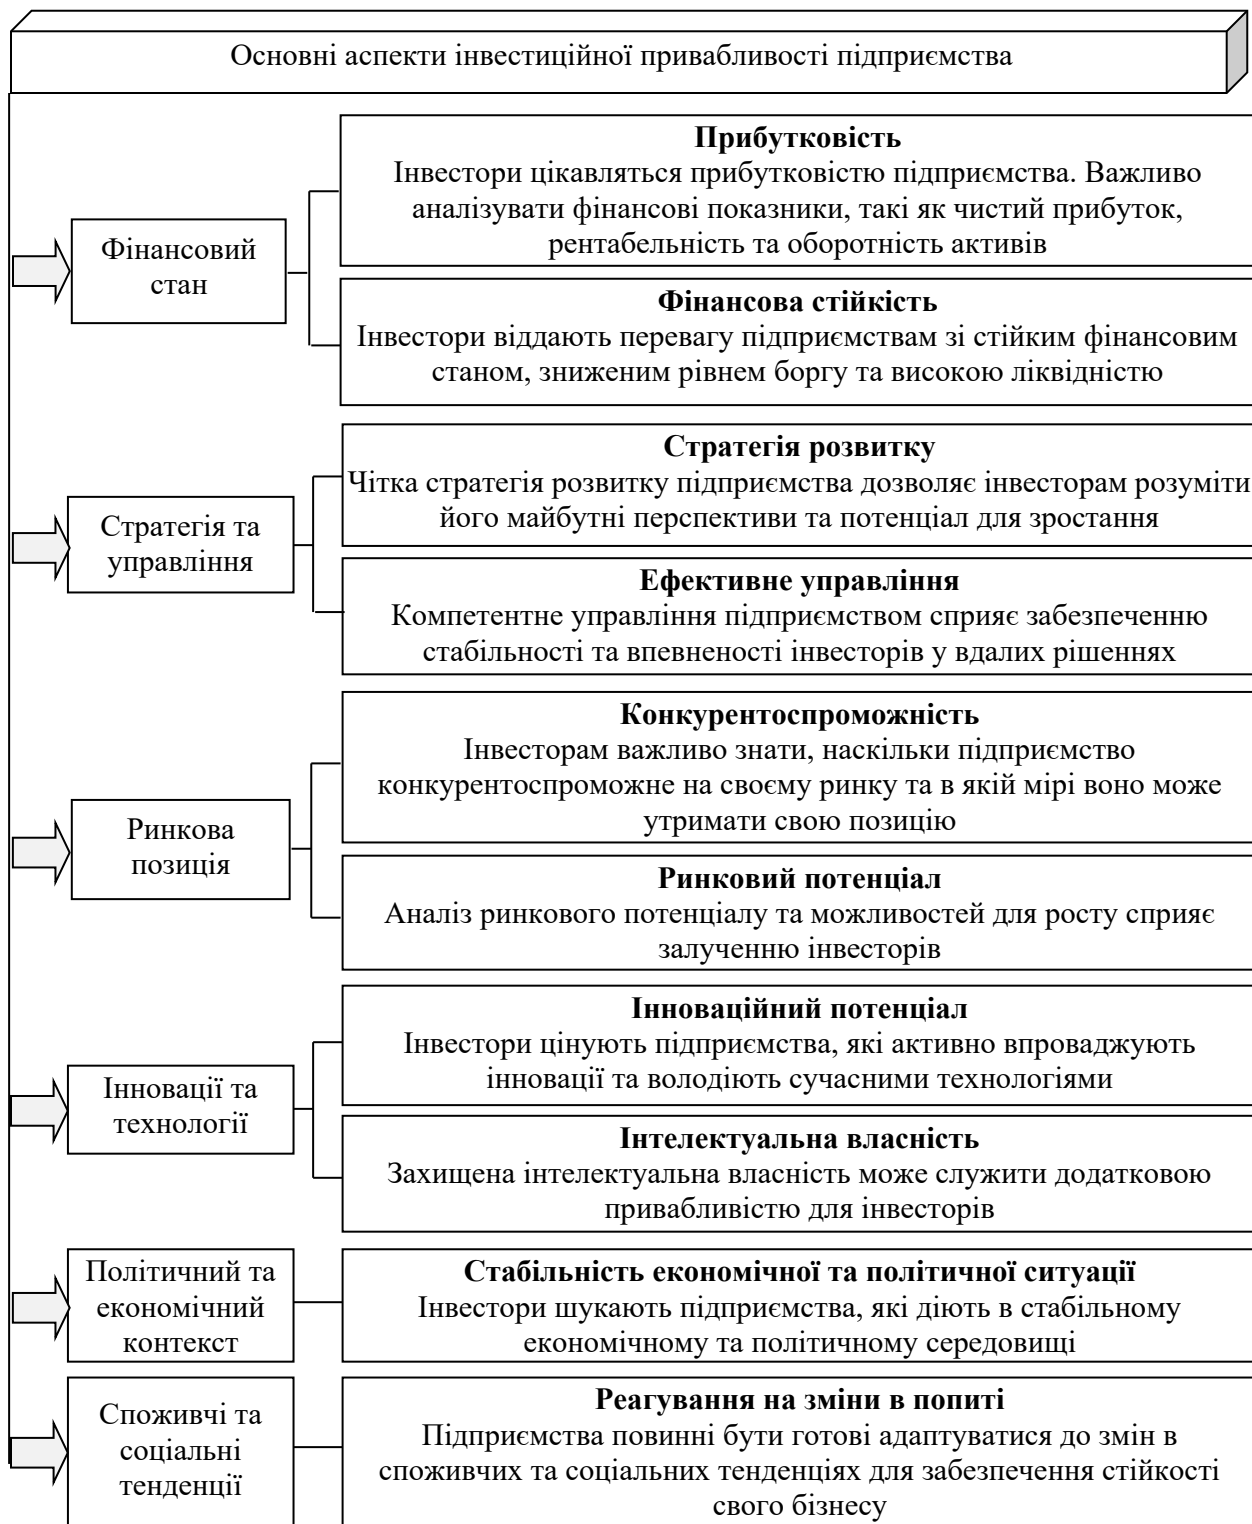 Основні аспекти інвестиційної привабливості підприємства
Фінансовий
стан
Прибутковість
Інвестори цікавляться прибутковістю підприємства. Важливо
аналізувати фінансові показники, такі як чистий прибуток,
рентабельність та оборотність активів
Фінансова стійкість
Інвестори віддають перевагу підприємствам зі стійким фінансовим
станом, зниженим рівнем боргу та високою ліквідністю
Стратегія та
управління
Стратегія розвитку
Чітка стратегія розвитку підприємства дозволяє інвесторам розуміти
його майбутні перспективи та потенціал для зростання
Ефективне управління
Компетентне управління підприємством сприяє забезпеченню
стабільності та впевненості інвесторів у вдалих рішеннях
Ринкова
позиція
Конкурентоспроможність
Інвесторам важливо знати, наскільки підприємство
конкурентоспроможне на своєму ринку та в якій мірі воно може
утримати свою позицію
Ринковий потенціал
Аналіз ринкового потенціалу та можливостей для росту сприяє
залученню інвесторів
Інновації та
технології
Інноваційний потенціал
Інвестори цінують підприємства, які активно впроваджують
інновації та володіють сучасними технологіями
Інтелектуальна власність
Захищена інтелектуальна власність може служити додатковою
привабливістю для інвесторів
Політичний та
економічний
контекст
Стабільність економічної та політичної ситуації
Інвестори шукають підприємства, які діють в стабільному
економічному та політичному середовищі
Споживчі та
соціальні
тенденції
Реагування на зміни в попиті
Підприємства повинні бути готові адаптуватися до змін в
споживчих та соціальних тенденціях для забезпечення стійкості
свого бізнесу